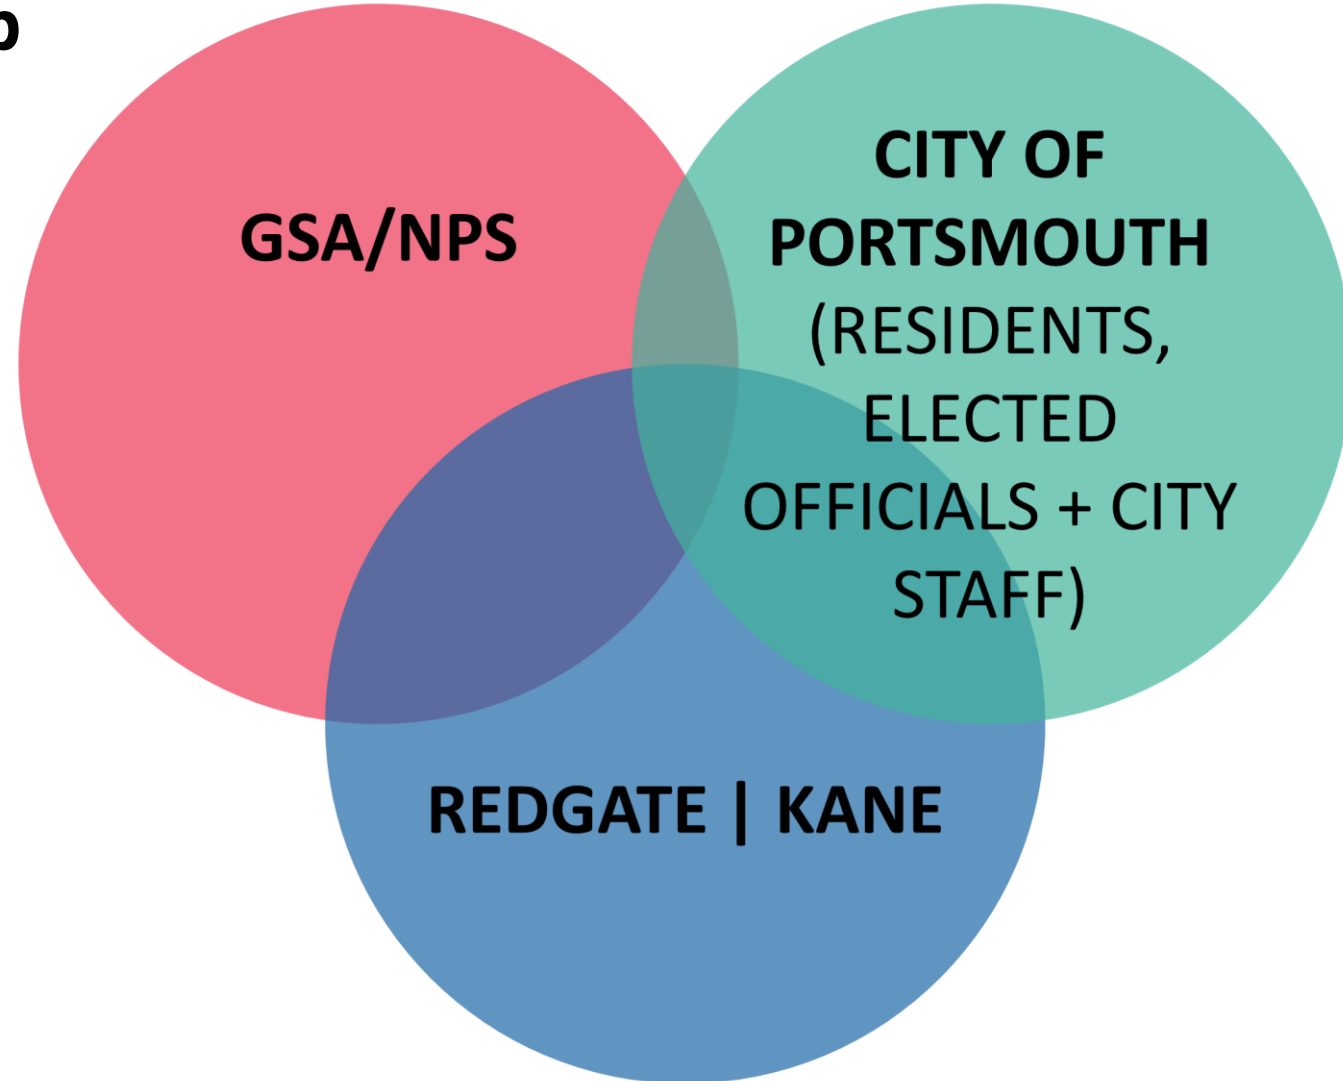 p
GSA/NPS
CITY OF
PORTSMOUTH
(RESIDENTS,
ELECTED
OFFICIALS + CITY
STAFF)
REDGATE | KANE